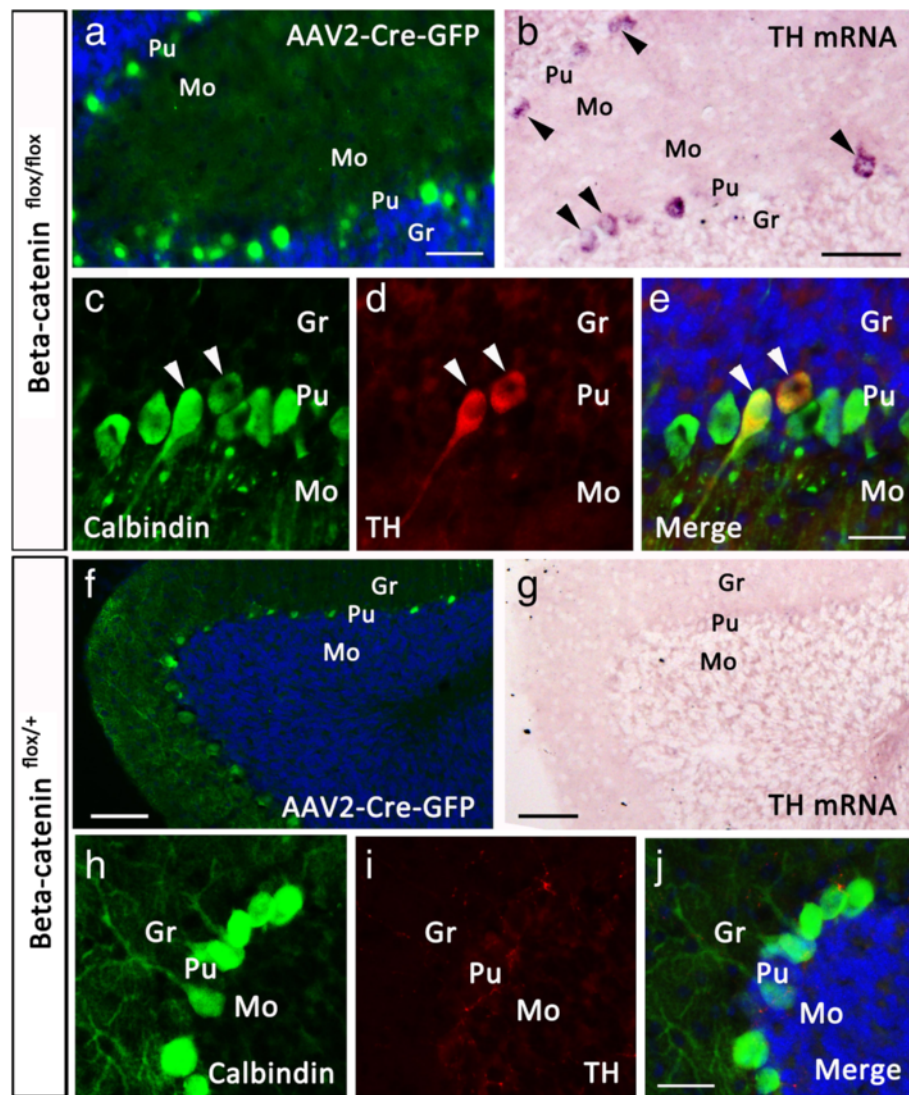 Beta-catenin flox/flox
a
AAV2-Cre-GFP
Pu
Mo
Mo
Pu
Gr
b
TH mRNA
Pu
Mo
Mo
Pu
Gr
c
Gr
Pu
Mo
Calbindin
d
Gr
Pu
Mo
TH
e
Gr
Pu
Mo
Merge
Beta-catenin flox/+
f
Gr
Pu
Mo
AAV2-Cre-GFP
g
Gr
Pu
Mo
TH mRNA
h
Gr
Pu
Mo
Calbindin
i
Gr
Pu
Mo
TH
j
Gr
Pu
Mo
Merge